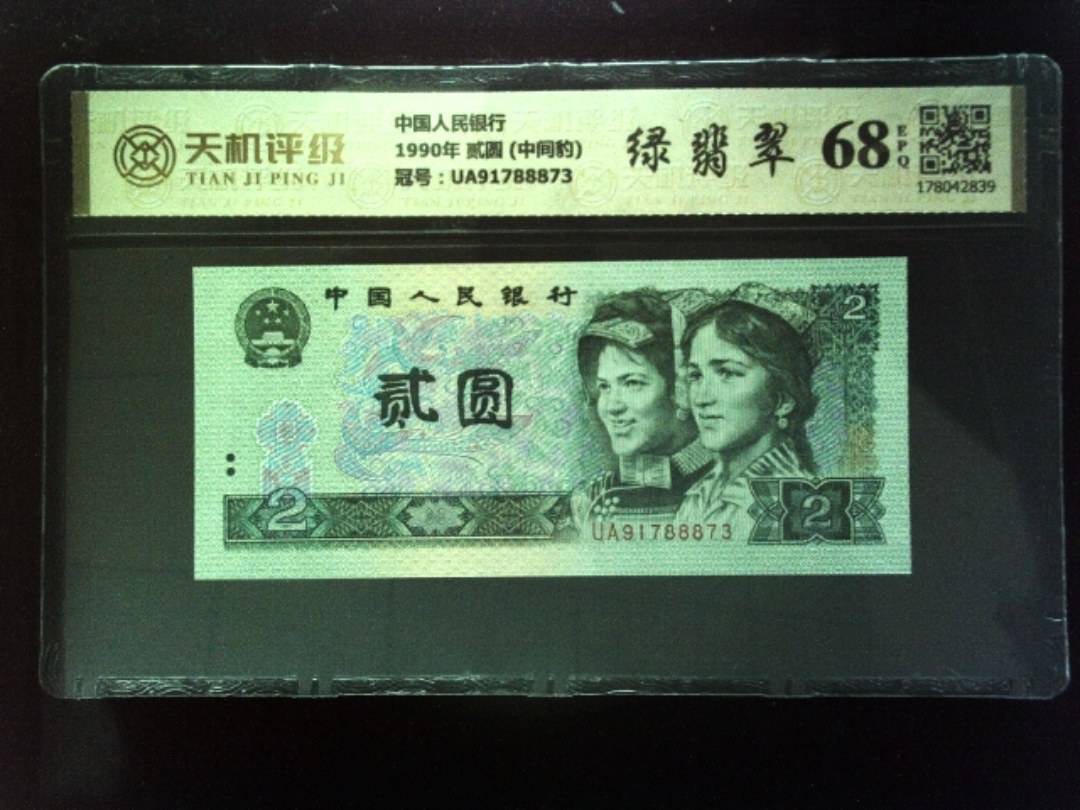 天机评级
TIAN JI PING JI
中国人民银行
1990年 贰圆 (中间豹)
冠号：UA91788873
绿翡翠
68
EPQ
178042839
中国人民银行
2
贰圆
2
UA91788873
2